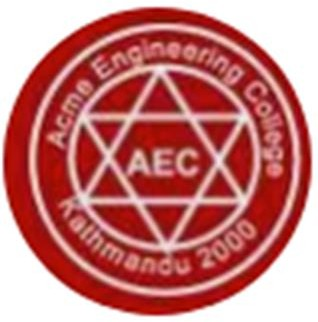 Acme Engineering College
AEC
Kathmandu 2000